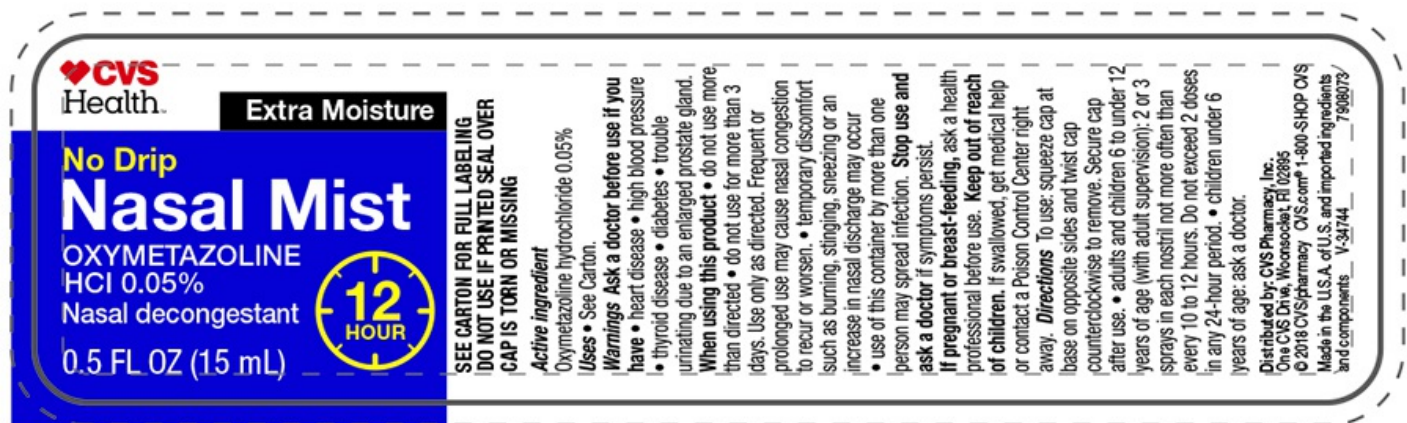 CVS
Health™
Extra Moisture
No Drip
Nasal Mist
OXYMETAZOLINE
HCl 0.05%
Nasal decongestant
12
HOUR
0.5 FL OZ (15 mL)
SEE CARTON FOR FULL LABELING
DO NOT USE IF PRINTED SEAL OVER
CAP IS TORN OR MISSING
Active ingredient
Oxymetazoline hydrochloride 0.05%
Uses • See Carton.
Warnings Ask a doctor before use if you
have • heart disease • high blood pressure
• thyroid disease • diabetes • trouble
urinating due to an enlarged prostate gland.
When using this product • do not use more
than directed • do not use for more than 3
days. Use only as directed. Frequent or
prolonged use may cause nasal congestion
to recur or worsen. • temporary discomfort
such as burning, stinging, sneezing or an
increase in nasal discharge may occur
• use of this container by more than one
person may spread infection. Stop use and
ask a doctor if symptoms persist.
If pregnant or breast-feeding, ask a health
professional before use. Keep out of reach
of children. If swallowed, get medical help
or contact a Poison Control Center right
away. Directions To use: squeeze cap at
base on opposite sides and twist cap
counterclockwise to remove. Secure cap
after use. • adults and children 6 to under 12
years of age (with adult supervision): 2 or 3
sprays in each nostril not more often than
every 10 to 12 hours. Do not exceed 2 doses
in any 24-hour period. • children under 6
years of age: ask a doctor.
Distributed by: CVS Pharmacy, Inc.
One CVS Drive, Woonsocket, RI 02895
© 2018 CVS/pharmacy CVS.com® 1-800-SHOP CVS
Made in the U.S.A. of U.S. and imported ingredients
and components V-34744 7908073